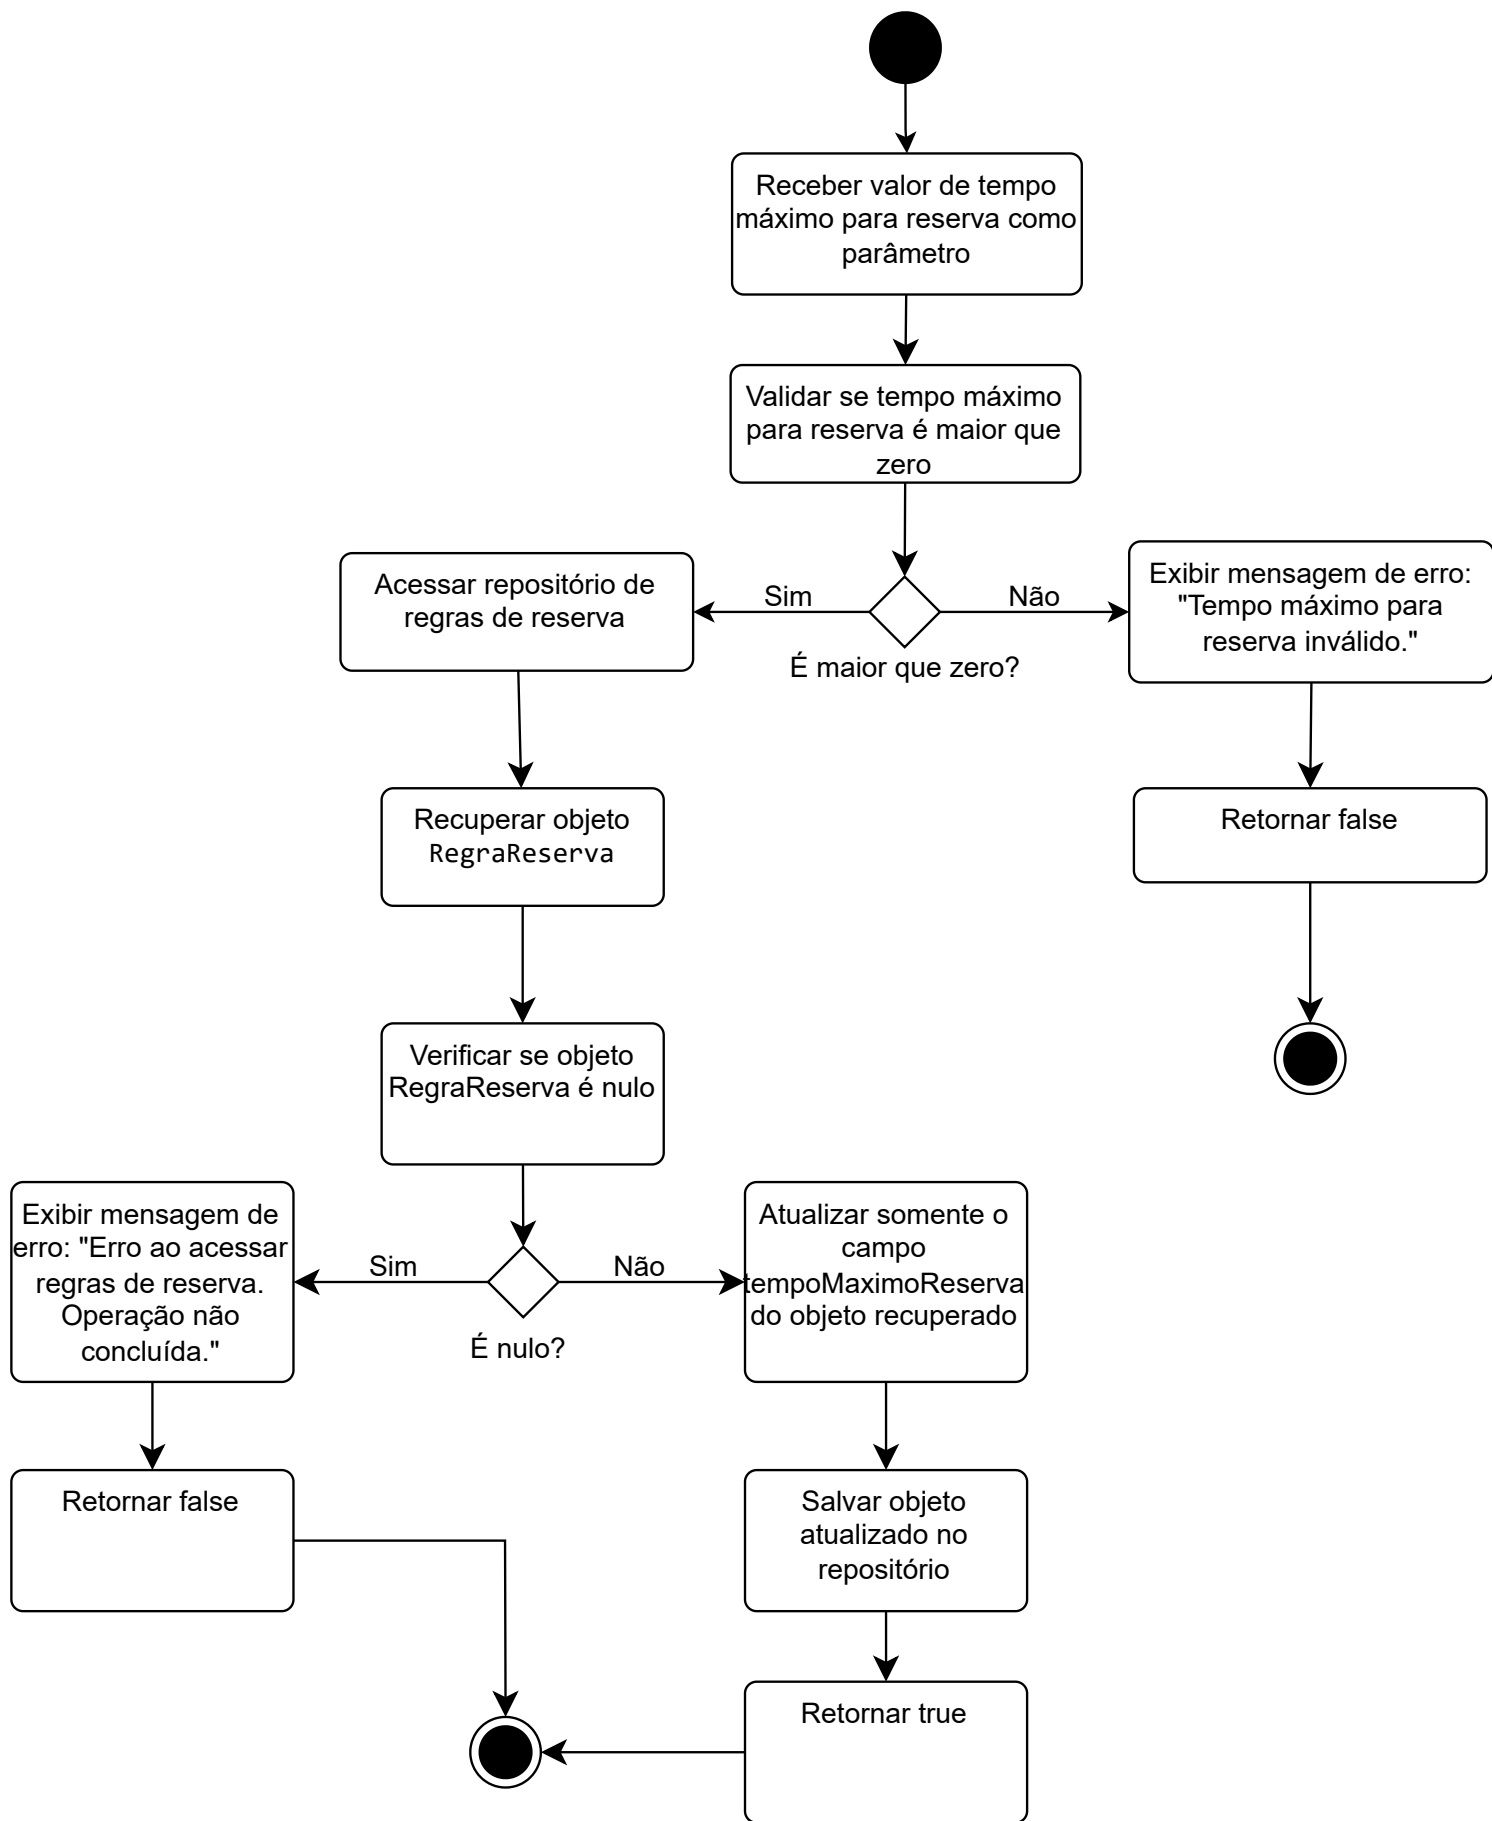 Receber valor de tempo
máximo para reserva como
parâmetro
Validar se tempo máximo
para reserva é maior que
zero
Acessar repositório de
regras de reserva
Sim
Não
É maior que zero?
Exibir mensagem de erro:
"Tempo máximo para
reserva inválido."
Recuperar objeto
RegraReserva
Retornar false
Verificar se objeto
RegraReserva é nulo
Exibir mensagem de
erro: "Erro ao acessar
regras de reserva.
Operação não
concluída."
Sim
Não
É nulo?
Atualizar somente o
campo
tempoMaximoReserva
do objeto recuperado
Retornar false
Salvar objeto
atualizado no
repositório
Retornar true